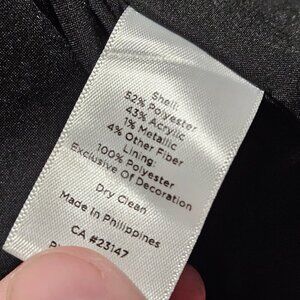 Shell:
52% Polyester
43% Acrylic
1% Metallic
4% Other Fiber
Lining:
100% Polyester
Exclusive Of Decoration
Dry Clean
Made In Philippines
CA #23147